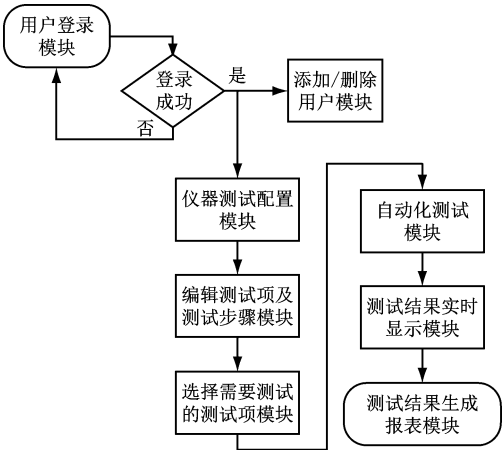 用户登录
模块
登录
成功
是
否
添加/删除
用户模块
仪器测试配置
模块
编辑测试项及
测试步骤模块
选择需要测试
的测试项模块
自动化测试
模块
测试结果实时
显示模块
测试结果生成
报表模块